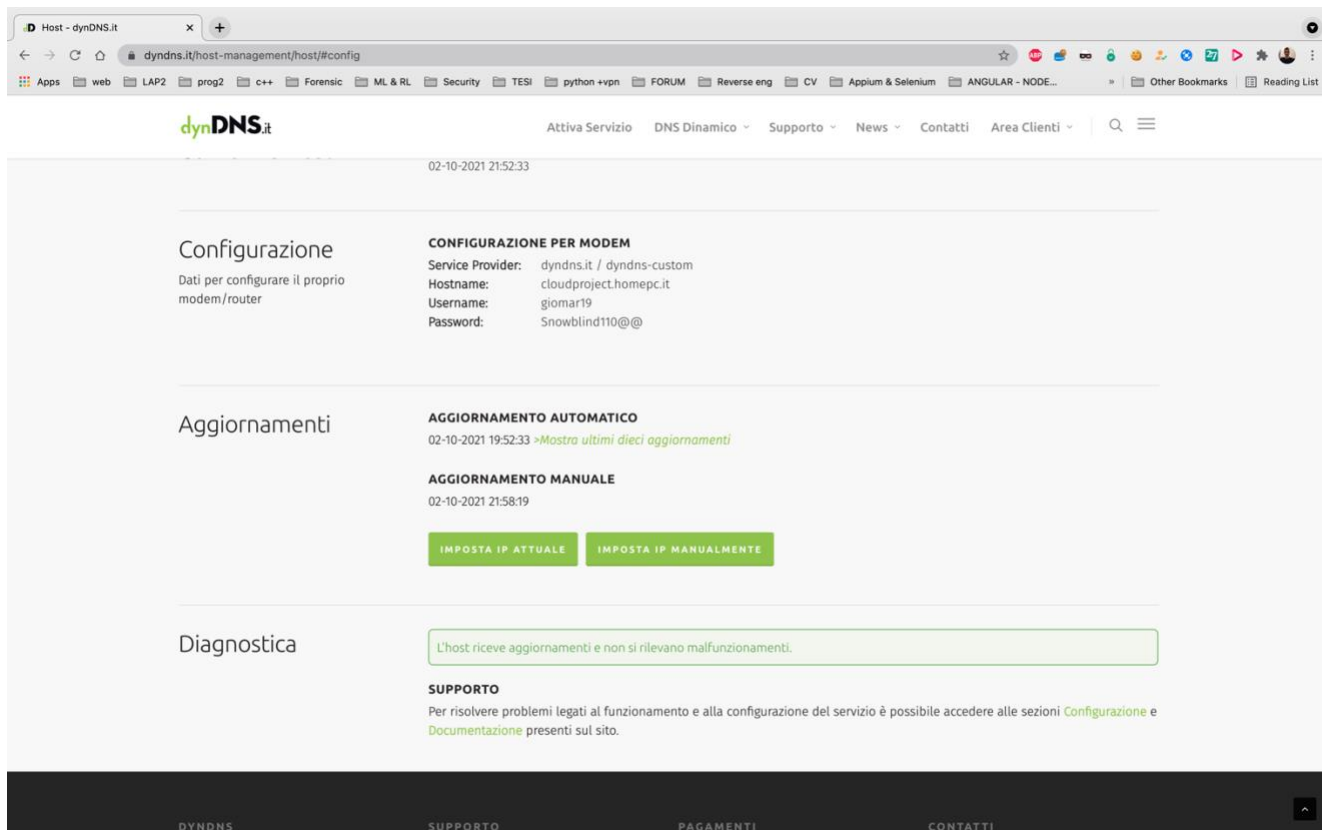 Host - dynDNS.it
dyndns.it/host-management/host/#config
Apps web LAP2 prog2 c++ Forensic ML & RL Security TESI python +vpn FORUM Reverse eng CV Appium & Selenium ANGULAR - NODE... » Other Bookmarks Reading List
dynDNS.it Attiva Servizio DNS Dinamico Supporto News Contatti Area Clienti
02-10-2021 21:52:33
Configurazione
Dati per configurare il proprio
modem/router
CONFIGURAZIONE PER MODEM
Service Provider: dyndns.it / dyndns-custom
Hostname: cloudproject.homepc.it
Username: giomar19
Password: Snowblind110@@
Aggiornamenti
AGGIORNAMENTO AUTOMATICO
02-10-2021 19:52:33 >Mostra ultimi dieci aggiornamenti
AGGIORNAMENTO MANUALE
02-10-2021 21:58:19
IMPOSTA IP ATTUALE IMPOSTA IP MANUALMENTE
Diagnostica
L'host riceve aggiornamenti e non si rilevano malfunzionamenti.
SUPPORTO
Per risolvere problemi legati al funzionamento e alla configurazione del servizio è possibile accedere alle sezioni Configurazione e
Documentazione presenti sul sito.
DYNDNS SUPPORTO PAGAMENTI CONTATTI